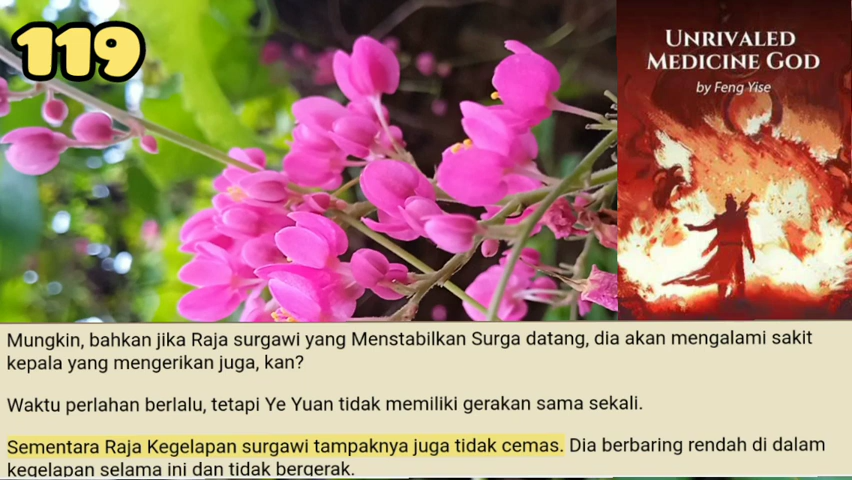 119
UNRIVALED
MEDICINE GOD
by Feng Yise
Mungkin, bahkan jika Raja surgawi yang Menstabilkan Surga datang, dia akan mengalami sakit
kepala yang mengerikan juga, kan?
Waktu perlahan berlalu, tetapi Ye Yuan tidak memiliki gerakan sama sekali.
Sementara Raja Kegelapan surgawi tampaknya juga tidak cemas. Dia berbaring rendah di dalam
kegelapan selama ini dan tidak bergerak.